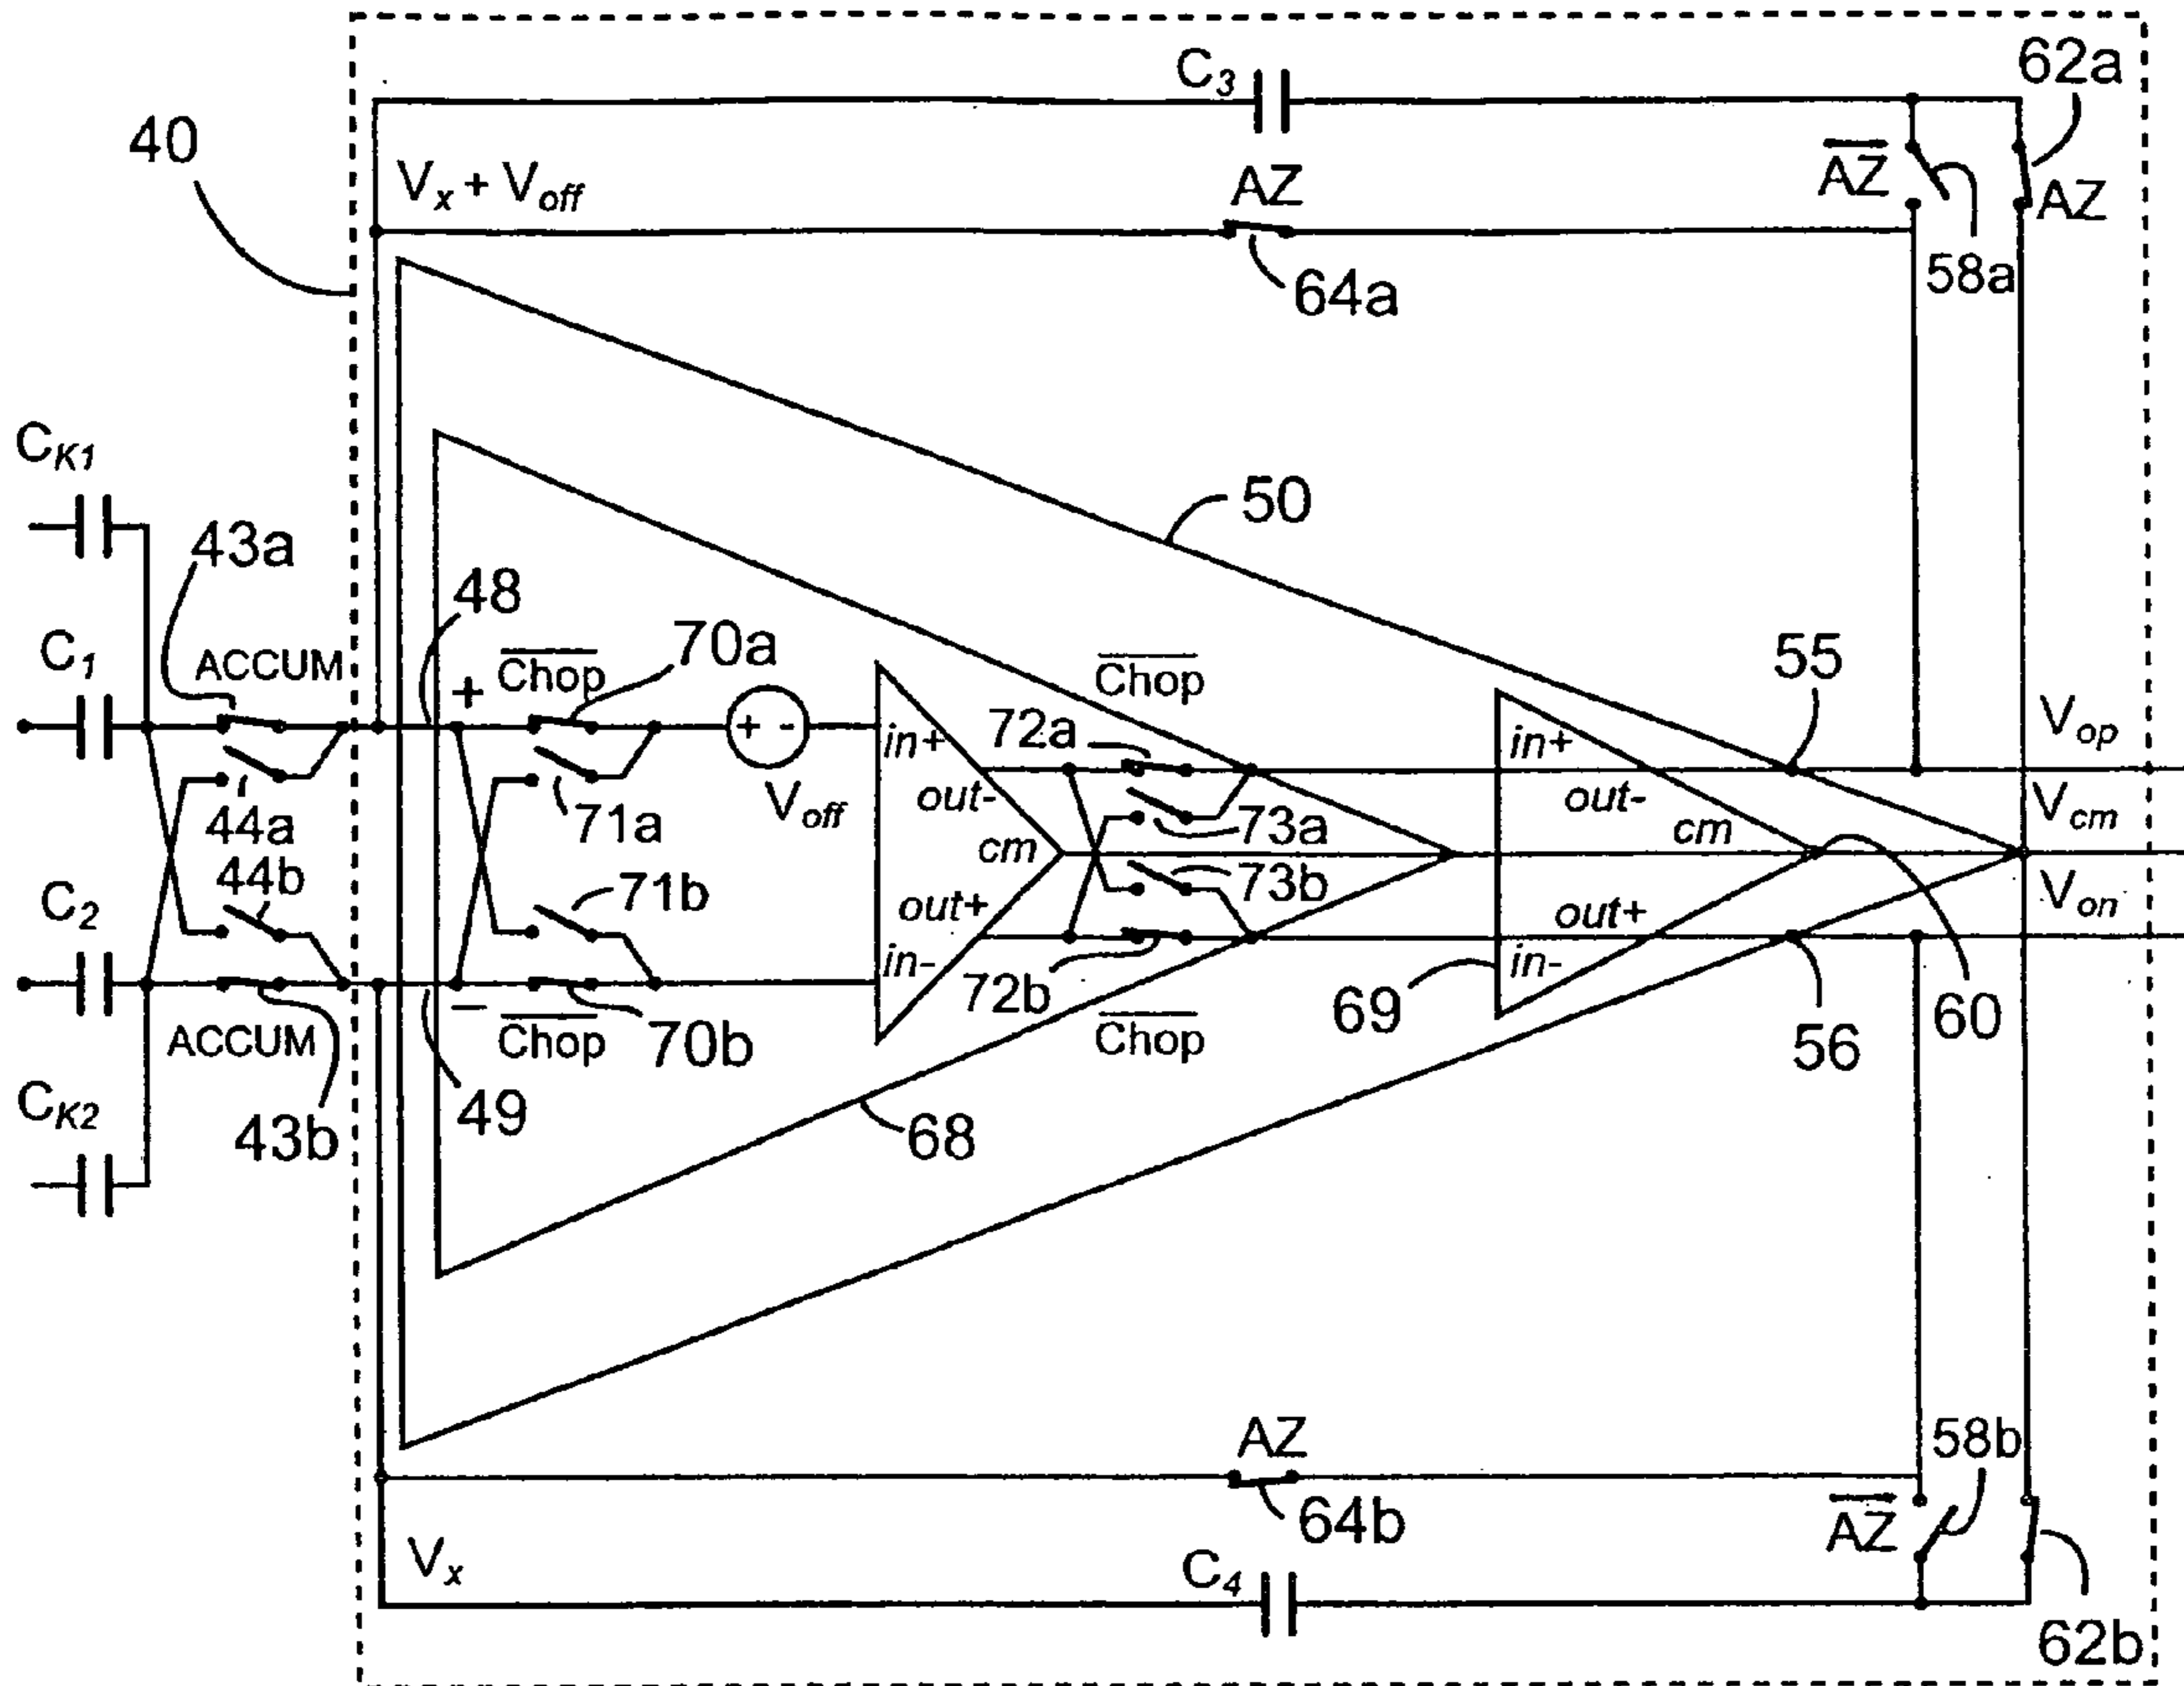 C3
62a
40
AZ
AZ
Vx + Voff
AZ
58a
64a
CK1
50
43a
48
C1
ACCUM
+
Chop
70a
Chop
55
Vop
72a
in+
+ -
in+
44a
71a
Voff
out-
73a
out-
Vcm
cm
cm
44b
71b
73b
C2
out+
out+
Von
in-
in-
72b
69
60
−
ACCUM
Chop
70b
Chop
56
49
CK2
43b
68
AZ
58b
64b
AZ
Vx
C4
62b